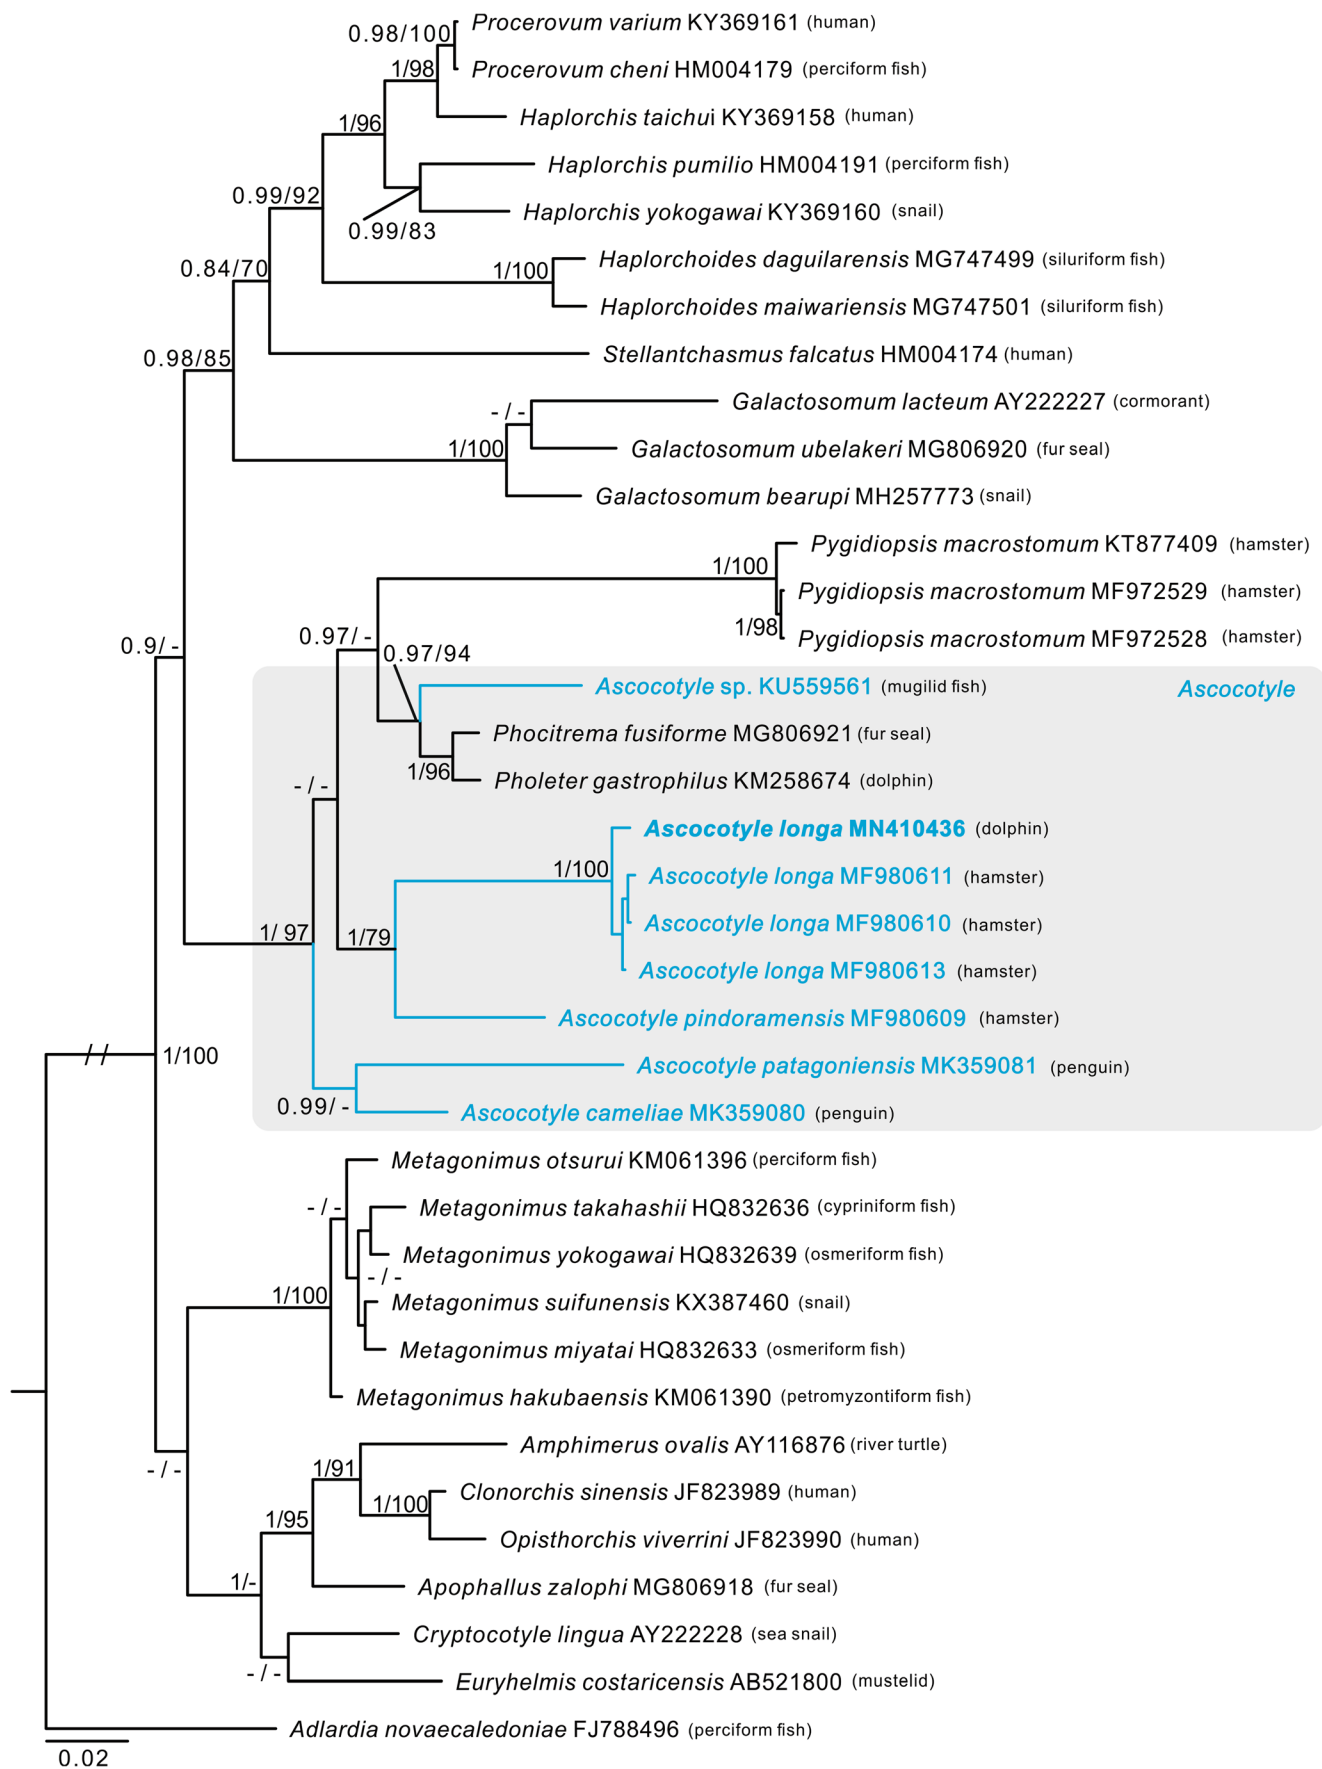 0.98/100
Procerovum varium KY369161 (human)
1/98
Procerovum cheni HM004179 (perciform fish)
1/96
Haplorchis taichui KY369158 (human)
Haplorchis pumilio HM004191 (perciform fish)
0.99/92
Haplorchis yokogawai KY369160 (snail)
0.99/83
0.84/70
1/100
Haplorchoides daguilarensis MG747499 (siluriform fish)
Haplorchoides maiwariensis MG747501 (siluriform fish)
0.98/85
Stellantchasmus falcatus HM004174 (human)
- / -
Galactosomum lacteum AY222227 (cormorant)
1/100
Galactosomum ubelakeri MG806920 (fur seal)
Galactosomum bearupi MH257773 (snail)
Pygidiopsis macrostomum KT877409 (hamster)
1/100
Pygidiopsis macrostomum MF972529 (hamster)
1/98
Pygidiopsis macrostomum MF972528 (hamster)
0.9/ -
0.97/ -
0.97/94
Ascocotyle sp. KU559561 (mugilid fish)
Ascocotyle
Phocitrema fusiforme MG806921 (fur seal)
1/96
Pholeter gastrophilus KM258674 (dolphin)
- / -
Ascocotyle longa MN410436 (dolphin)
1/100
Ascocotyle longa MF980611 (hamster)
Ascocotyle longa MF980610 (hamster)
1/ 97
1/79
Ascocotyle longa MF980613 (hamster)
Ascocotyle pindoramensis MF980609 (hamster)
1/100
Ascocotyle patagoniensis MK359081 (penguin)
0.99/ -
Ascocotyle cameliae MK359080 (penguin)
Metagonimus otsurui KM061396 (perciform fish)
- / -
Metagonimus takahashii HQ832636 (cypriniform fish)
Metagonimus yokogawai HQ832639 (osmeriform fish)
- / -
1/100
Metagonimus suifunensis KX387460 (snail)
Metagonimus miyatai HQ832633 (osmeriform fish)
Metagonimus hakubaensis KM061390 (petromyzontiform fish)
- / -
Amphimerus ovalis AY116876 (river turtle)
1/91
Clonorchis sinensis JF823989 (human)
1/100
1/95
Opisthorchis viverrini JF823990 (human)
1/-
Apophallus zalophi MG806918 (fur seal)
Cryptocotyle lingua AY222228 (sea snail)
- / -
Euryhelmis costaricensis AB521800 (mustelid)
Adlardia novaecaledoniae FJ788496 (perciform fish)
0.02